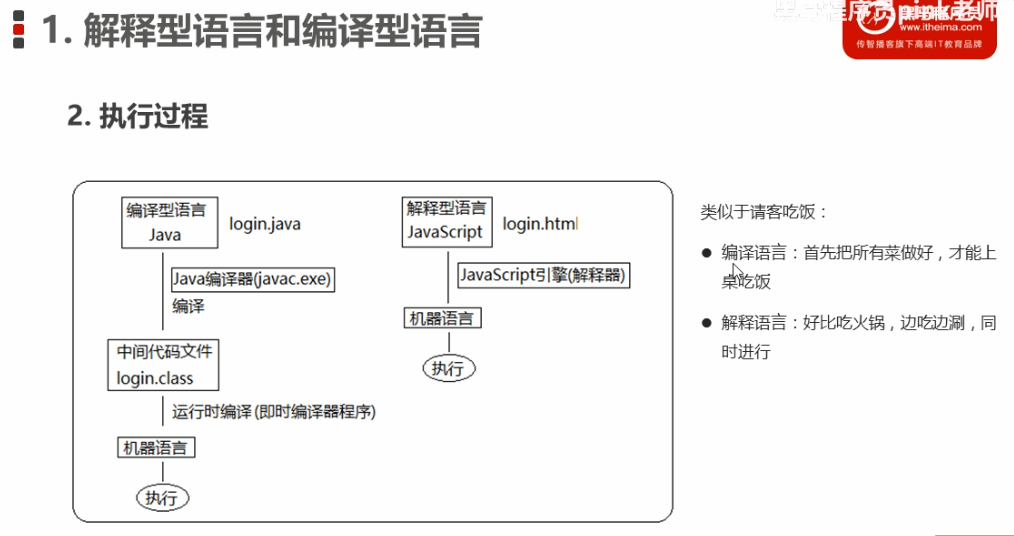 1. 解释型语言和编译型语言
www.itheima.com
传智播客旗下高端IT教育品牌
2. 执行过程
编译型语言
Java
login.java
Java编译器(javac.exe)
编译
中间代码文件
login.class
运行时编译(即时编译器程序)
机器语言
执行
解释型语言
JavaScript
login.html
JavaScript引擎(解释器)
机器语言
执行
类似于请客吃饭：
编译语言：首先把所有菜做好，才能上
桌吃饭
解释语言：好比吃火锅，边吃边涮，同
时进行